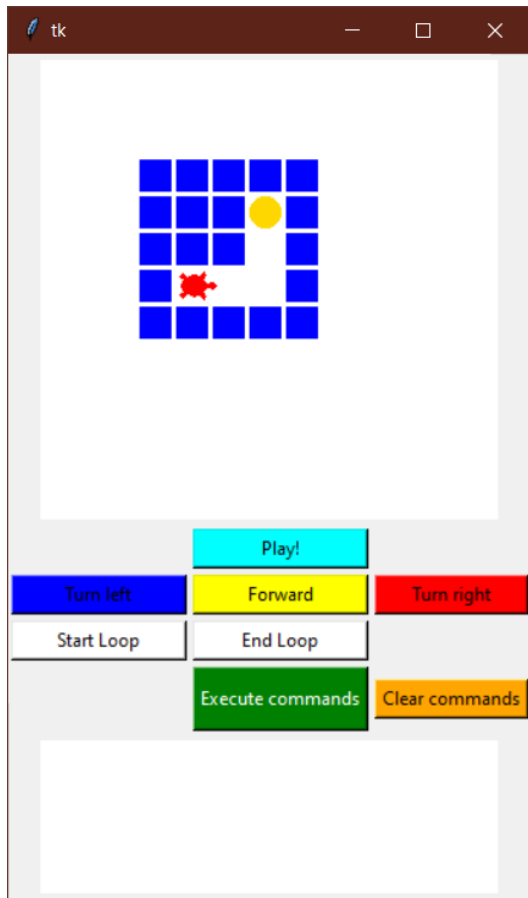 tk
Play!
Turn left
Forward
Turn right
Start Loop
End Loop
Execute commands
Clear commands